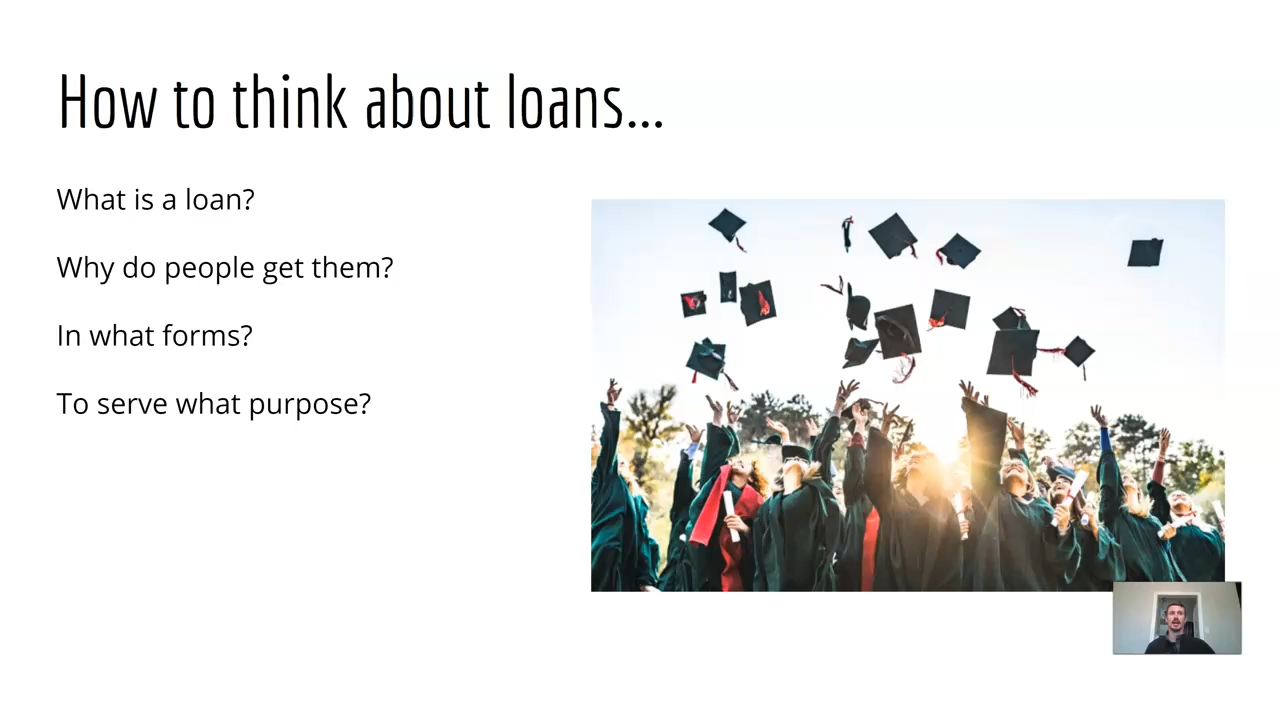 How to think about loans...
What is a loan?
Why do people get them?
In what forms?
To serve what purpose?